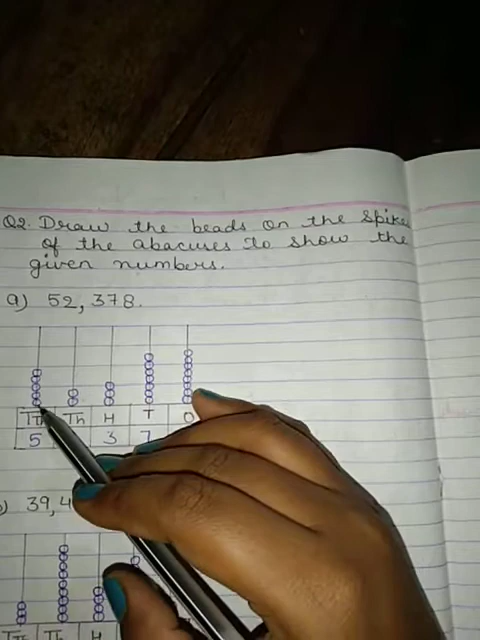 Q2. Draw the beads on the spike
of the abacuses to show the
given numbers.
a) 52,378.
TTh Th H T O
5 3 7
) 39,4
TTh Th H